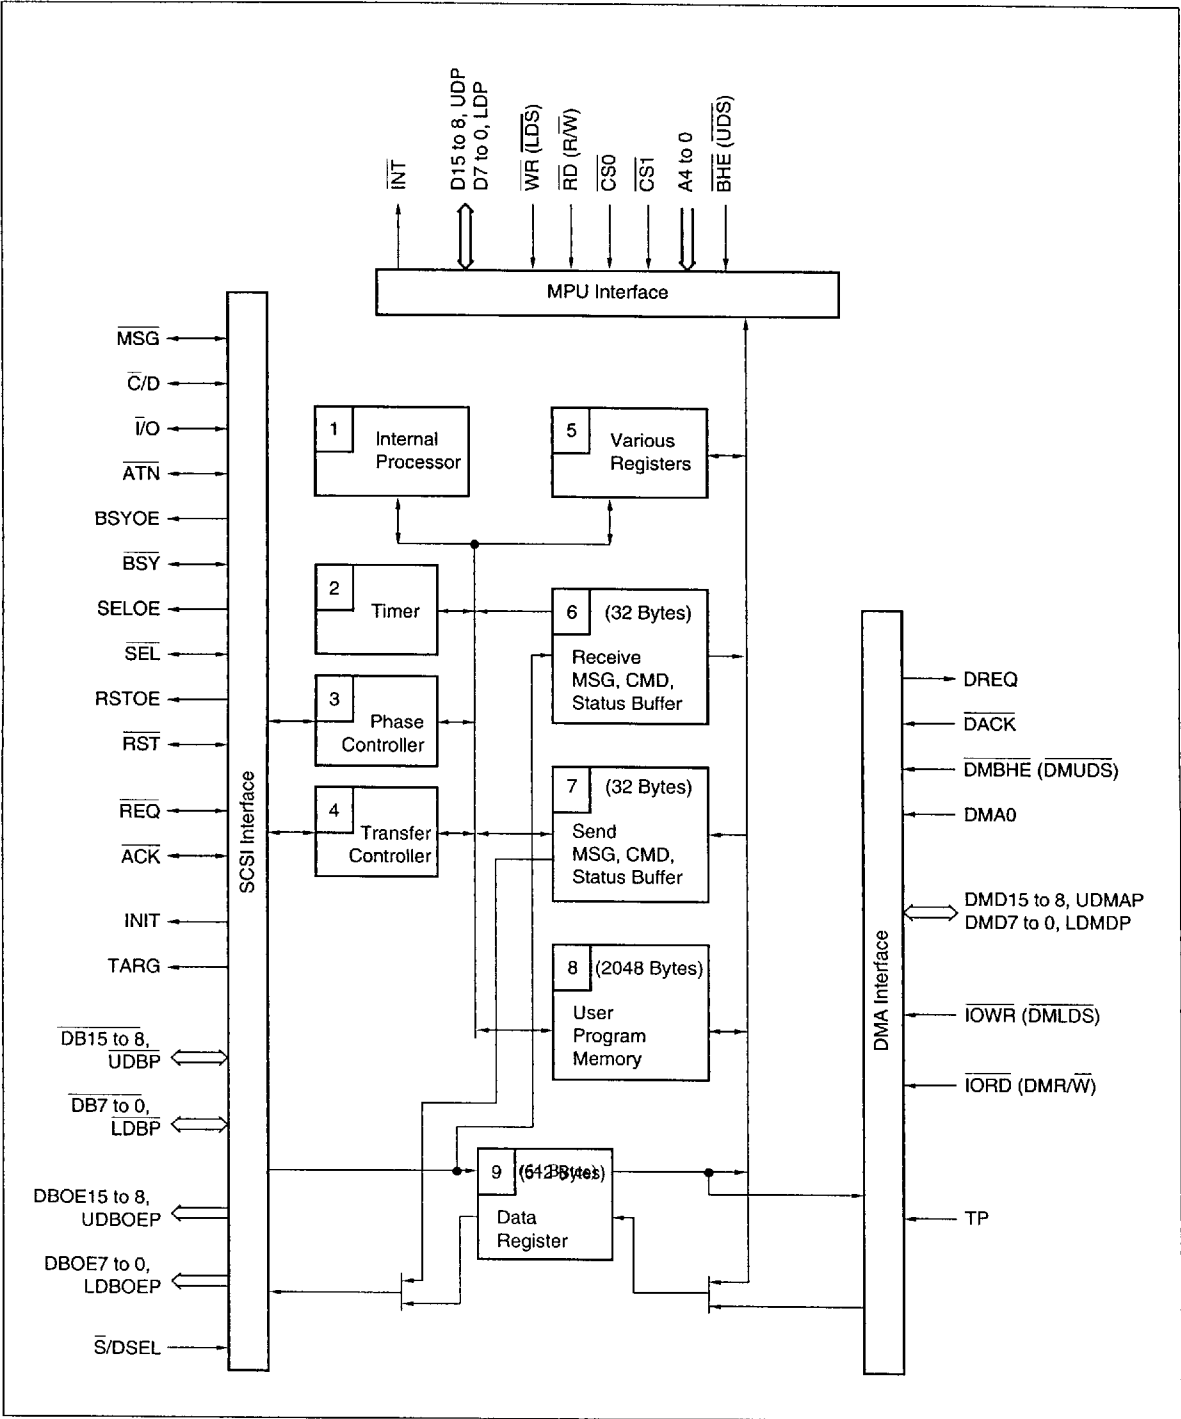 INT
D15 to 8, UDP
D7 to 0, LDP
WR (LDS)
RD (R/W)
CS0
CS1
A4 to 0
BHE (UDS)
MPU Interface
MSG
C/D
I/O
ATN
BSYOE
BSY
SELOE
SEL
RSTOE
RST
REQ
ACK
INIT
TARG
DB15 to 8,
UDBP
DB7 to 0,
LDBP
DBOE15 to 8,
UDBOEP
DBOE7 to 0,
LDBOEP
S/DSEL
SCSI Interface
1
Internal
Processor
2
Timer
3
Phase
Controller
4
Transfer
Controller
5
Various
Registers
6 (32 Bytes)
Receive
MSG, CMD,
Status Buffer
7 (32 Bytes)
Send
MSG, CMD,
Status Buffer
8 (2048 Bytes)
User
Program
Memory
9
Data
Register
DMA Interface
DREQ
DACK
DMBHE (DMUDS)
DMA0
DMD15 to 8, UDMAP
DMD7 to 0, LDMDP
IOWR (DMLDS)
IORD (DMR/W)
TP